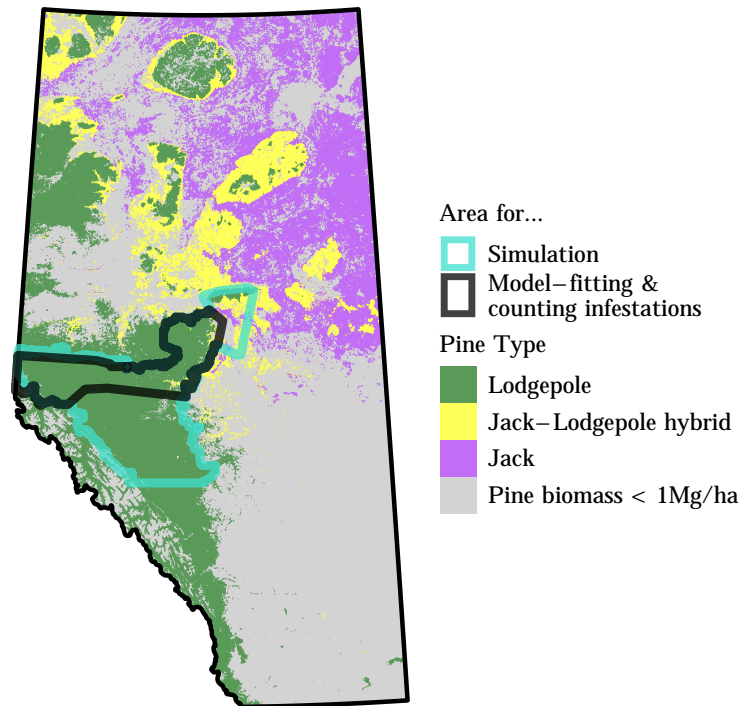 Area for...
Simulation
Model−fitting &
counting infestations
Pine Type
Lodgepole
Jack−Lodgepole hybrid
Jack
Pine biomass < 1Mg/ha